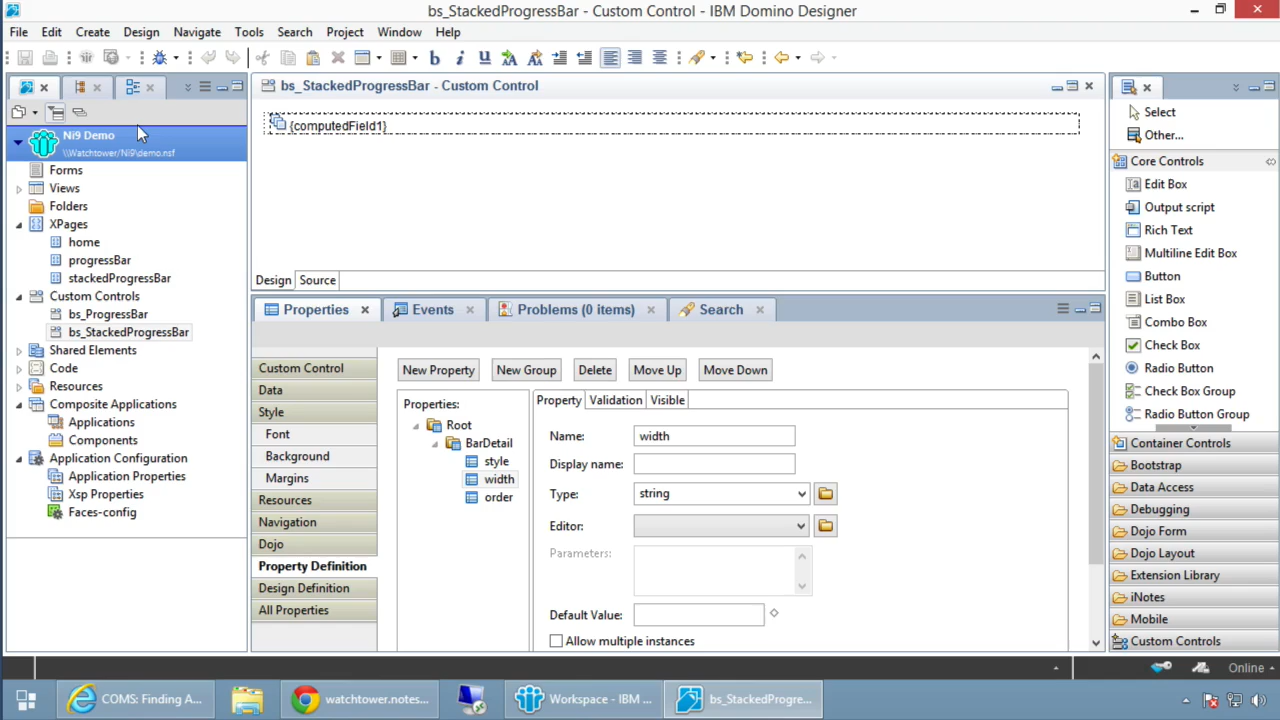 bs_StackedProgressBar - Custom Control - IBM Domino Designer
File Edit Create Design Navigate Tools Search Project Window Help
bs_StackedProgressBar - Custom Control
{computedField1}
Ni9 Demo
\\Watchtower/Ni9\demo.nsf
Forms
Views
Folders
XPages
home
progressBar
stackedProgressBar
Custom Controls
bs_ProgressBar
bs_StackedProgressBar
Shared Elements
Code
Resources
Composite Applications
Applications
Components
Application Configuration
Application Properties
Xsp Properties
Faces-config
Design Source
Properties Events Problems (0 items) Search
Custom Control
Data
Style
Font
Background
Margins
Resources
Navigation
Dojo
Property Definition
Design Definition
All Properties
New Property New Group Delete Move Up Move Down
Properties:
Root
BarDetail
style
width
order
Property Validation Visible
Name: width
Display name:
Type: string
Editor:
Parameters:
Default Value:
Allow multiple instances
Select
Other...
Core Controls
Edit Box
Output script
Rich Text
Multiline Edit Box
Button
List Box
Combo Box
Check Box
Radio Button
Check Box Group
Radio Button Group
Container Controls
Bootstrap
Data Access
Debugging
Dojo Form
Dojo Layout
Extension Library
iNotes
Mobile
Custom Controls
Online
COMS: Finding A...
watchtower.notes...
Workspace - IBM ...
bs_StackedProgre...